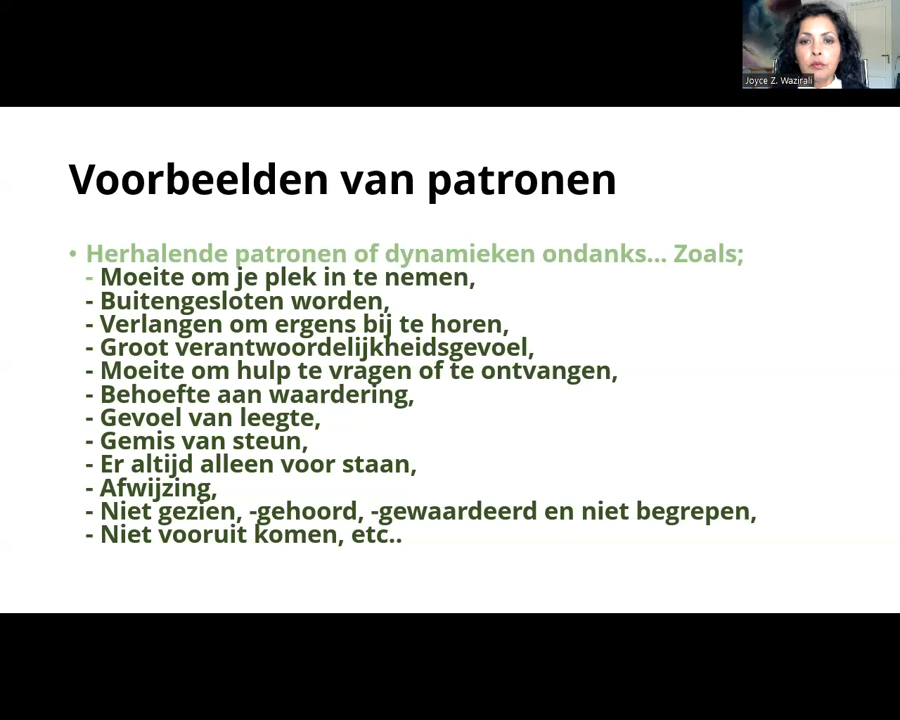 Joyce Z. Wazirali
Voorbeelden van patronen
• Herhalende patronen of dynamieken ondanks... Zoals;
- Moeite om je plek in te nemen,
- Buitengesloten worden,
- Verlangen om ergens bij te horen,
- Groot verantwoordelijkheidsgevoel,
- Moeite om hulp te vragen of te ontvangen,
- Behoefte aan waardering,
- Gevoel van leegte,
- Gemis van steun,
- Er altijd alleen voor staan,
- Afwijzing,
- Niet gezien, -gehoord, -gewaardeerd en niet begrepen,
- Niet vooruit komen, etc..